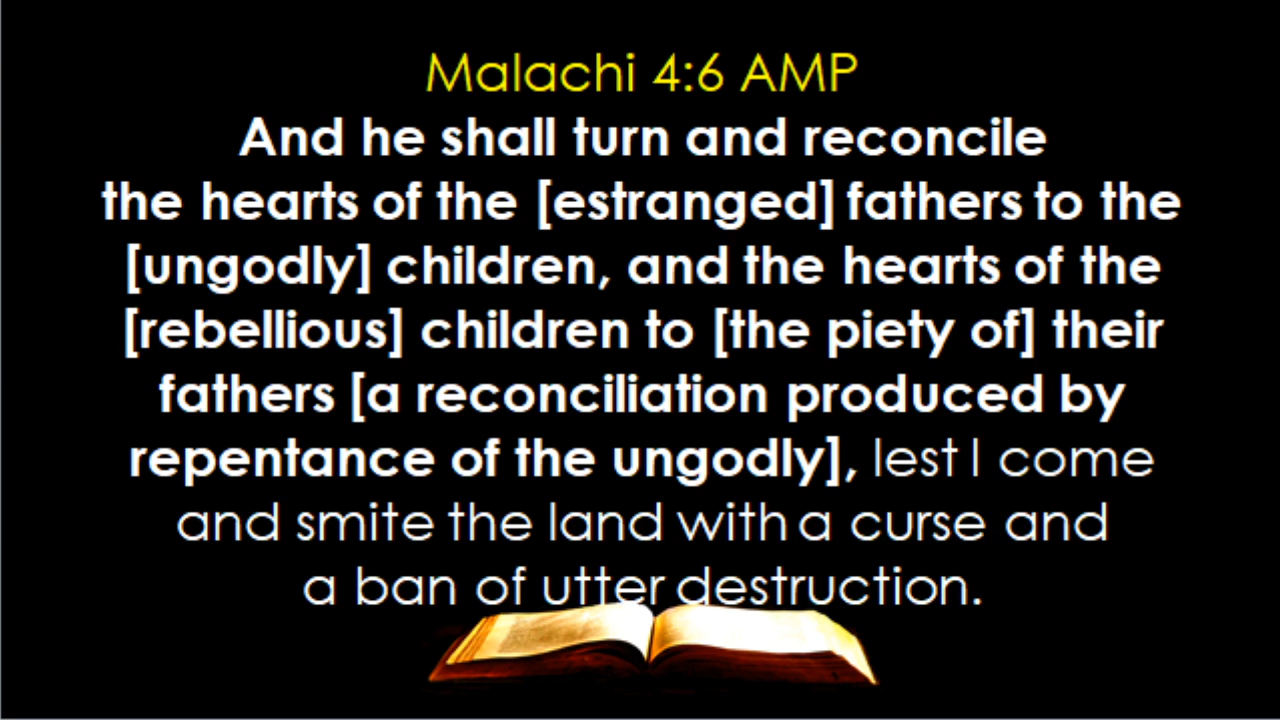 Malachi 4:6 AMP
And he shall turn and reconcile
the hearts of the [estranged] fathers to the
[ungodly] children, and the hearts of the
[rebellious] children to [the piety of] their
fathers [a reconciliation produced by
repentance of the ungodly], lest I come
and smite the land with a curse and
a ban of utter destruction.